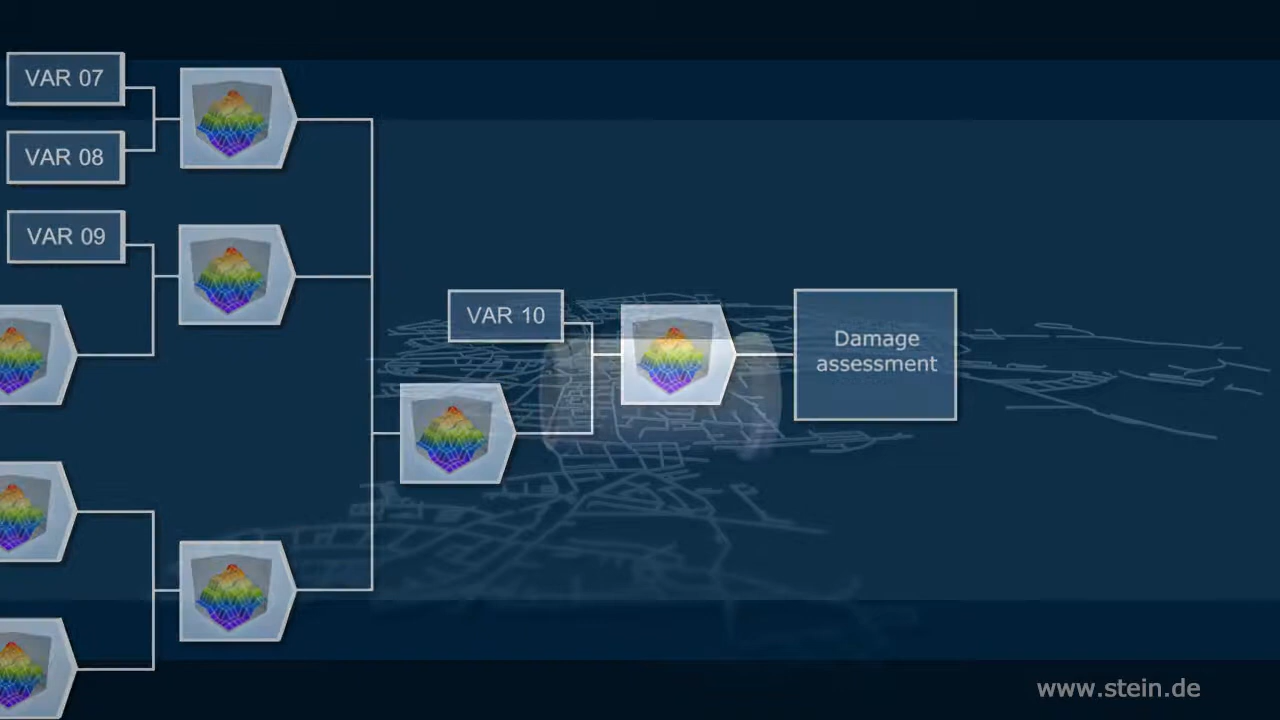 VAR 07
VAR 08
VAR 09
VAR 10
Damage
assessment
www.stein.de